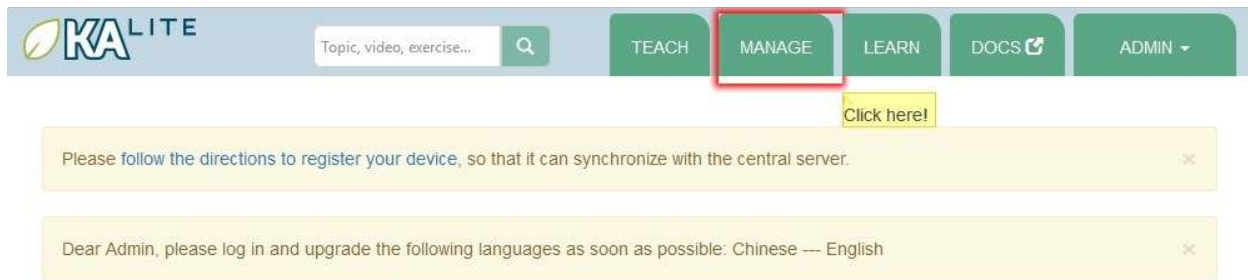 KA LITE
Topic, video, exercise... TEACH MANAGE LEARN DOCS ADMIN
Click here!
Please follow the directions to register your device, so that it can synchronize with the central server. ×
Dear Admin, please log in and upgrade the following languages as soon as possible: Chinese --- English ×